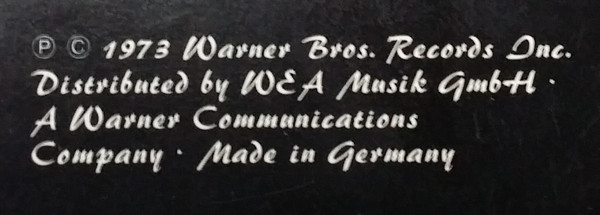 ℗ © 1973 Warner Bros. Records Inc.
Distributed by WEA Musik GmbH ·
A Warner Communications
Company · Made in Germany